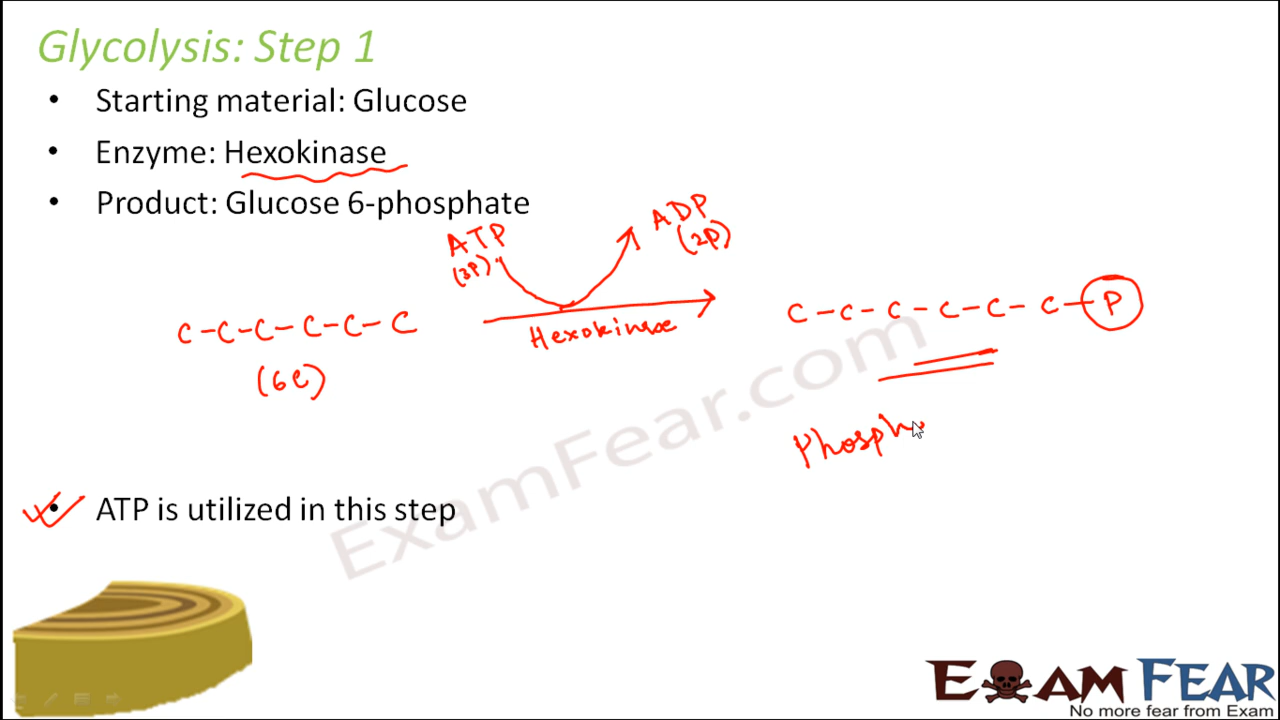 Glycolysis: Step 1
• Starting material: Glucose
• Enzyme: Hexokinase
• Product: Glucose 6-phosphate
ATP
(3P)
ADP
(2P)
C-C-C-C-C-C
(6C)
Hexokinase
C-C-C-C-C-C-P
Phospho
• ATP is utilized in this step
ExamFear.com
EXAM FEAR
No more fear from Exam